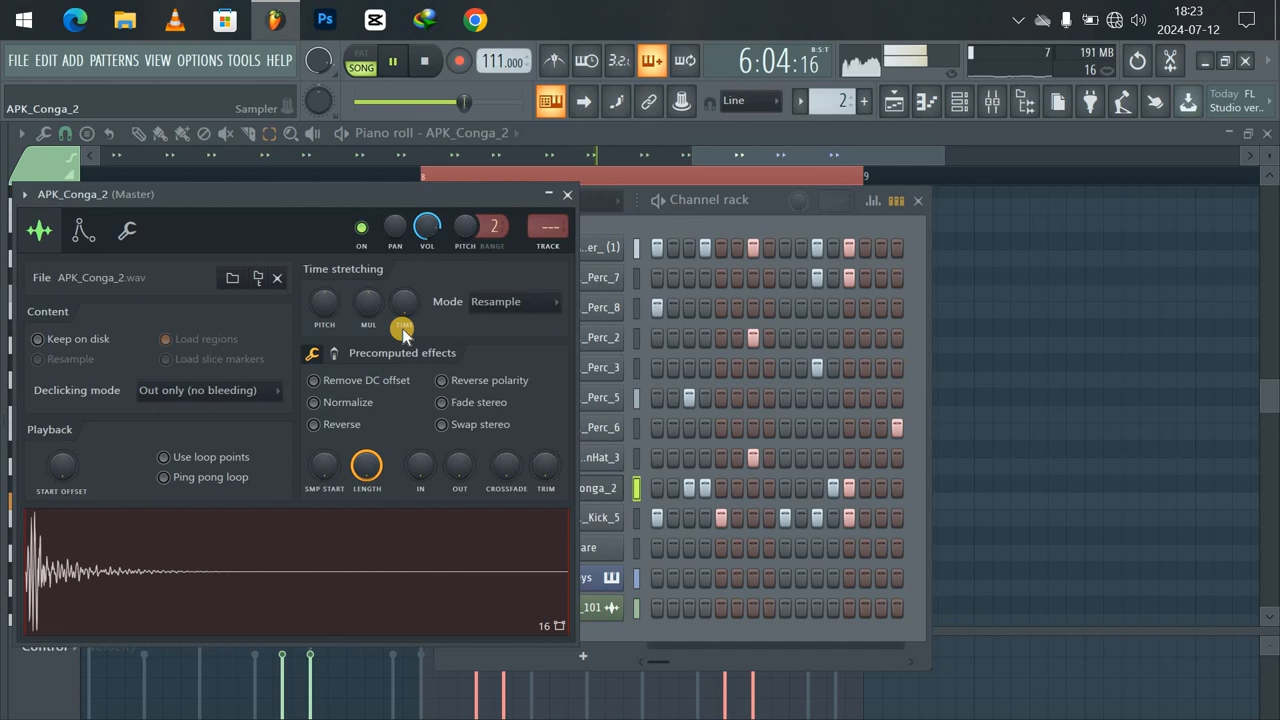 Ps
18:23
2024-07-12
FILE EDIT ADD PATTERNS VIEW OPTIONS TOOLS HELP
PAT
SONG
111.000
3.2
6:04:16
B:S:T
7
191 MB
16
APK_Conga_2
Sampler
Line
2
Today FL
Studio ver..
Piano roll - APK_Conga_2
8
9
APK_Conga_2 (Master)
ON
PAN
VOL
PITCH
2
RANGE
---
TRACK
File APK_Conga_2.wav
Content
Keep on disk
Load regions
Resample
Load slice markers
Declicking mode Out only (no bleeding)
Playback
Use loop points
Ping pong loop
START OFFSET
Time stretching
PITCH
MUL
TIME
Mode Resample
Precomputed effects
Remove DC offset
Reverse polarity
Normalize
Fade stereo
Reverse
Swap stereo
SMP START
LENGTH
IN
OUT
CROSSFADE
TRIM
16
Channel rack
...er_ (1)
_Perc_7
_Perc_8
_Perc_2
_Perc_3
_Perc_5
_Perc_6
..nHat_3
onga_2
_Kick_5
are
ys
_101
Control
Velocity